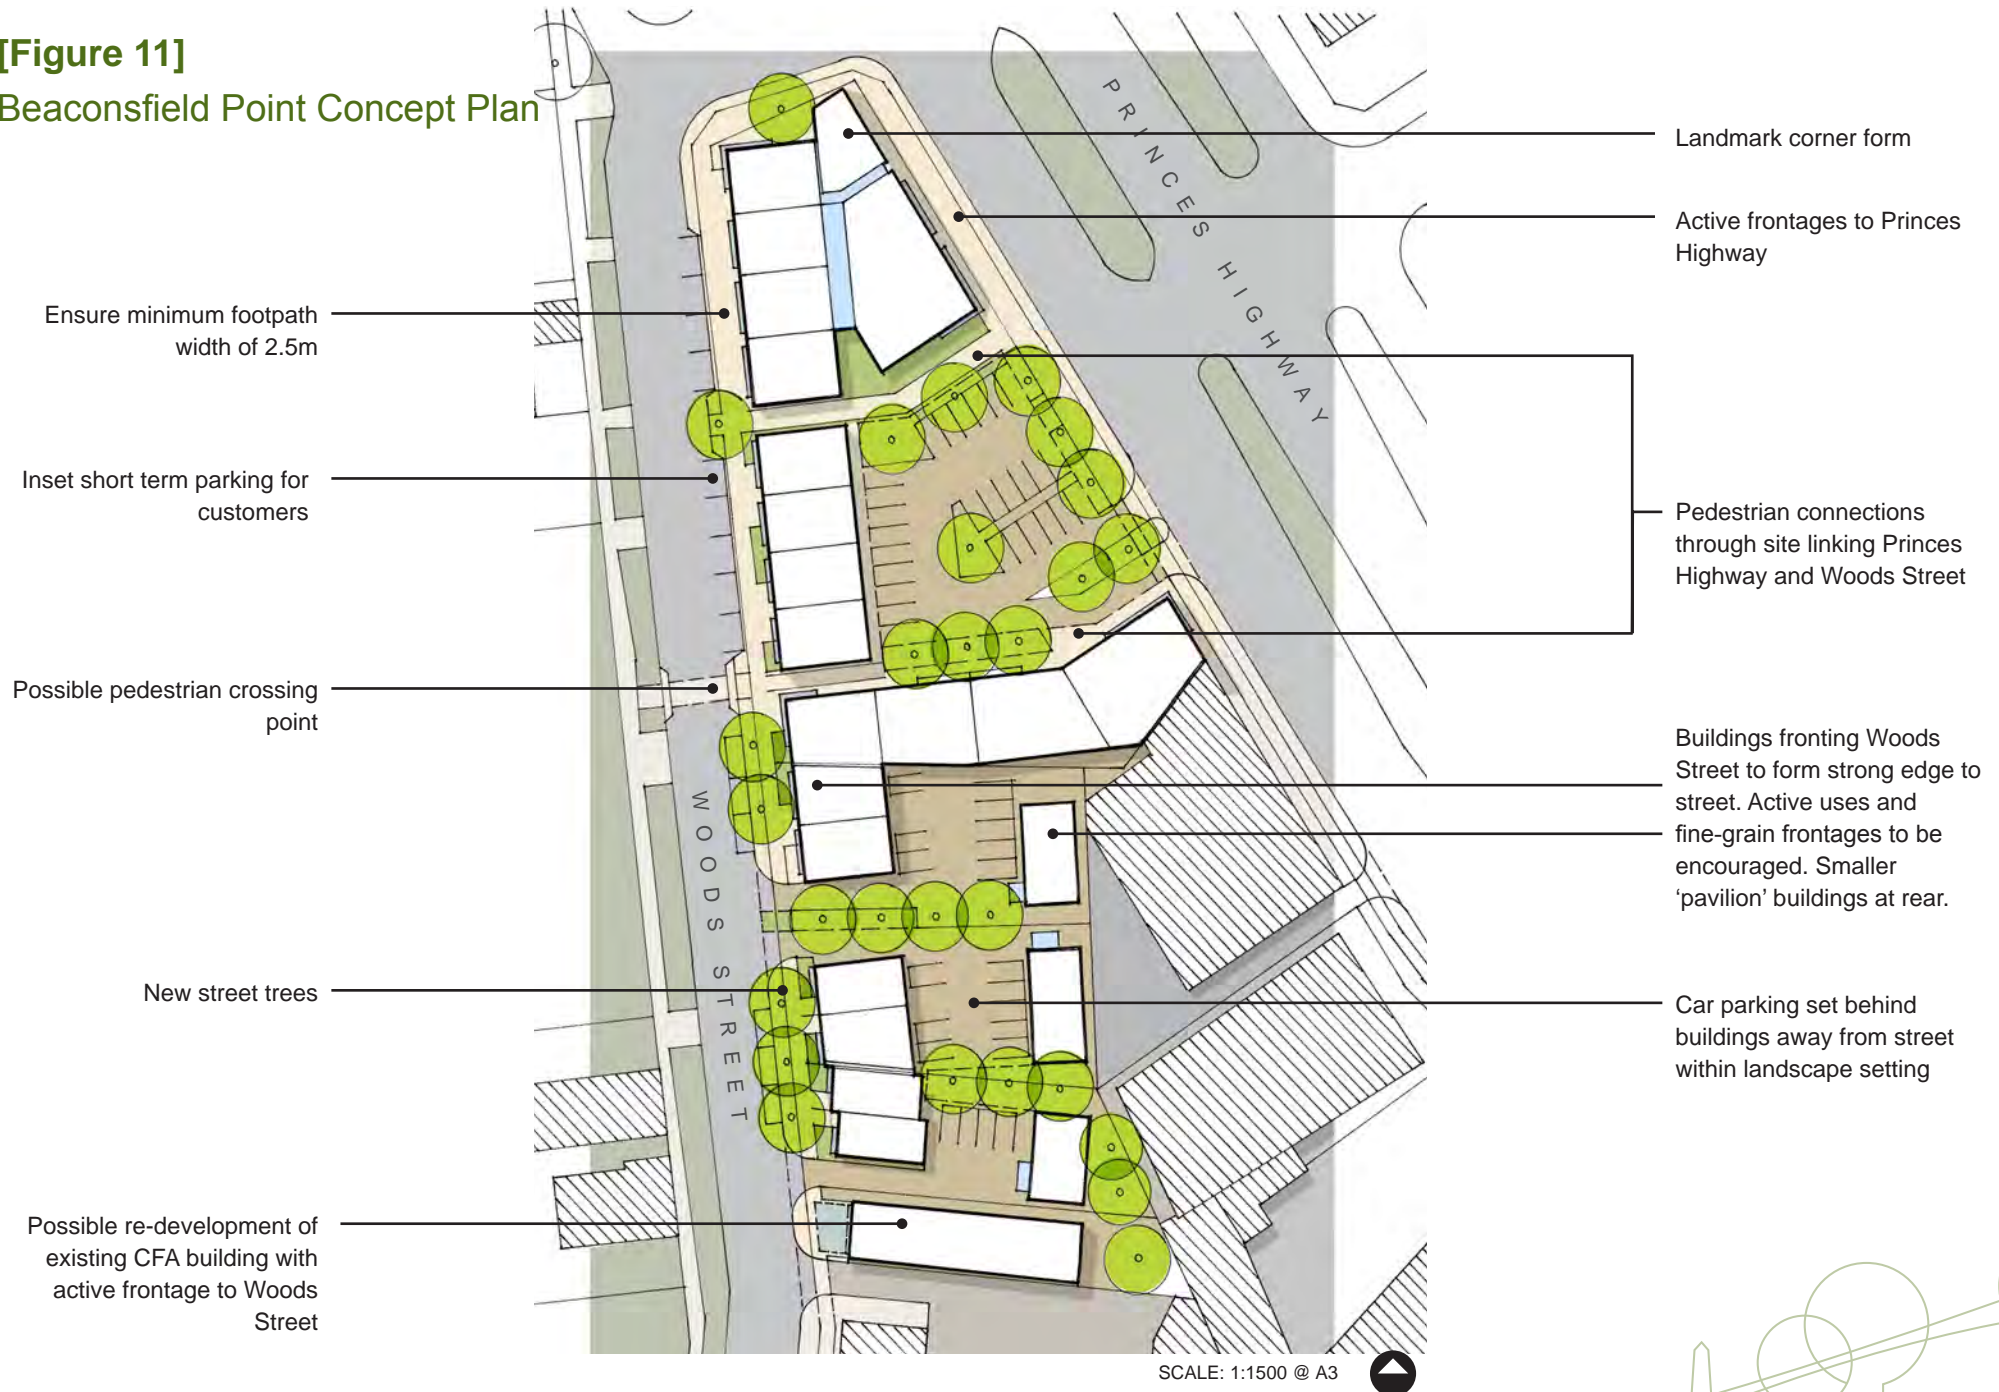 [Figure 11]
Beaconsfield Point Concept Plan
Ensure minimum footpath
width of 2.5m
Inset short term parking for
customers
Possible pedestrian crossing
point
New street trees
Possible re-development of
existing CFA building with
active frontage to Woods
Street
PRINCES HIGHWAY
WOODS STREET
Landmark corner form
Active frontages to Princes
Highway
Pedestrian connections
through site linking Princes
Highway and Woods Street
Buildings fronting Woods
Street to form strong edge to
street. Active uses and
fine-grain frontages to be
encouraged. Smaller
‘pavilion’ buildings at rear.
Car parking set behind
buildings away from street
within landscape setting
SCALE: 1:1500 @ A3